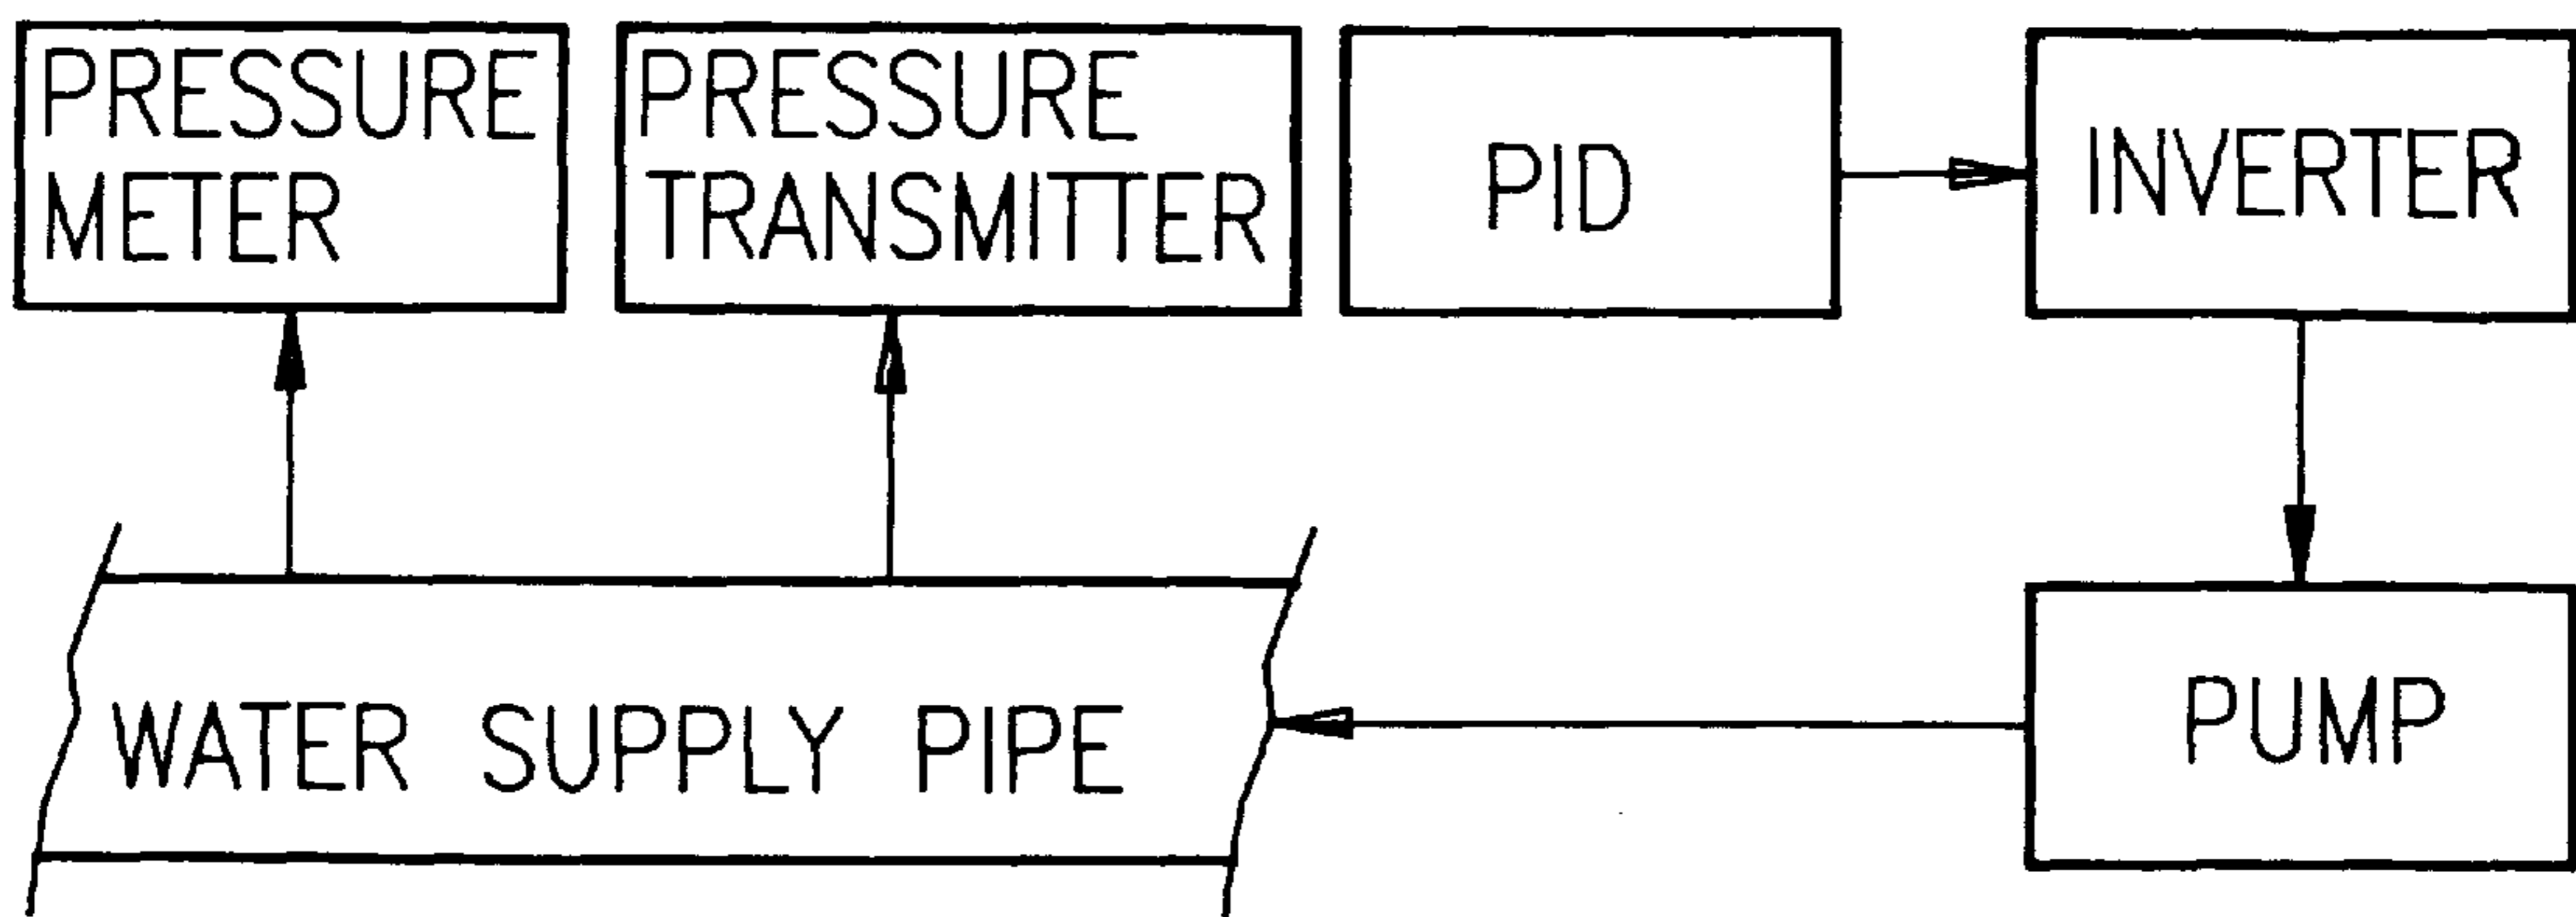 PRESSURE
METER
PRESSURE
TRANSMITTER
PID
INVERTER
WATER SUPPLY PIPE
PUMP